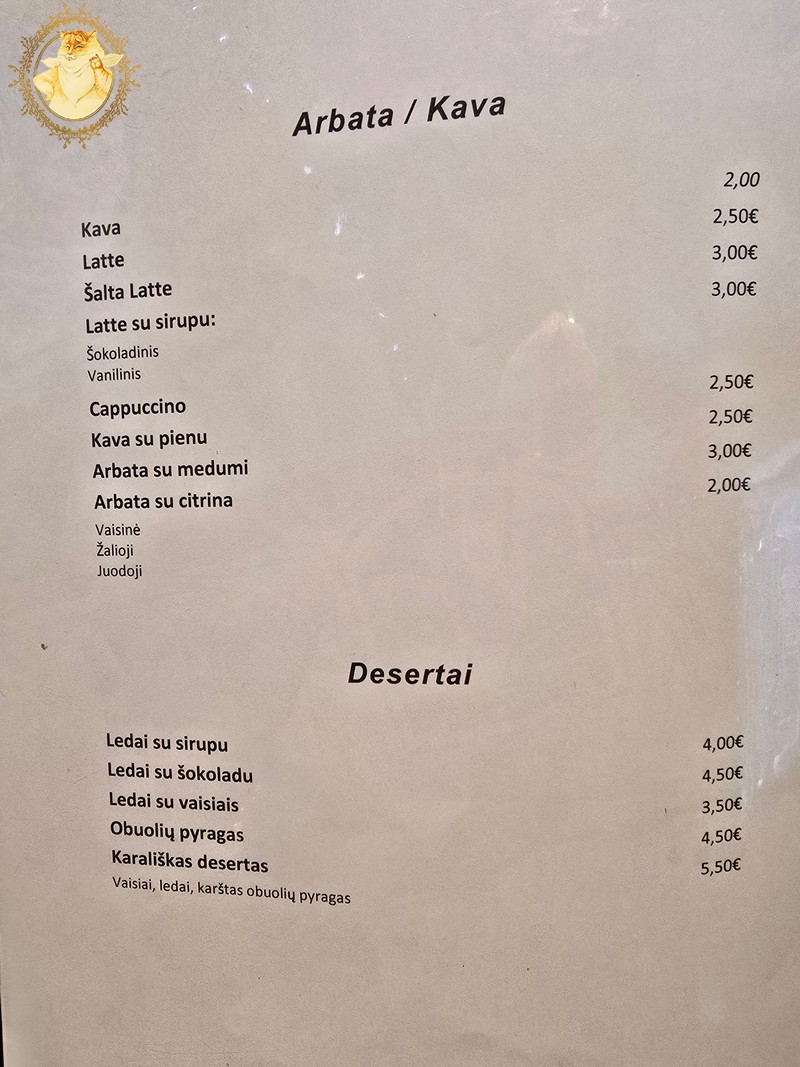 Arbata / Kava
Kava 2,00
Latte 2,50€
Šalta Latte 3,00€
Latte su sirupu: 3,00€
Šokoladinis
Vanilinis
Cappuccino 2,50€
Kava su pienu 2,50€
Arbata su medumi 3,00€
Arbata su citrina 2,00€
Vaisinė
Žalioji
Juodoji
Desertai
Ledai su sirupu 4,00€
Ledai su šokoladu 4,50€
Ledai su vaisiais 3,50€
Obuolių pyragas 4,50€
Karališkas desertas 5,50€
Vaisiai, ledai, karštas obuolių pyragas